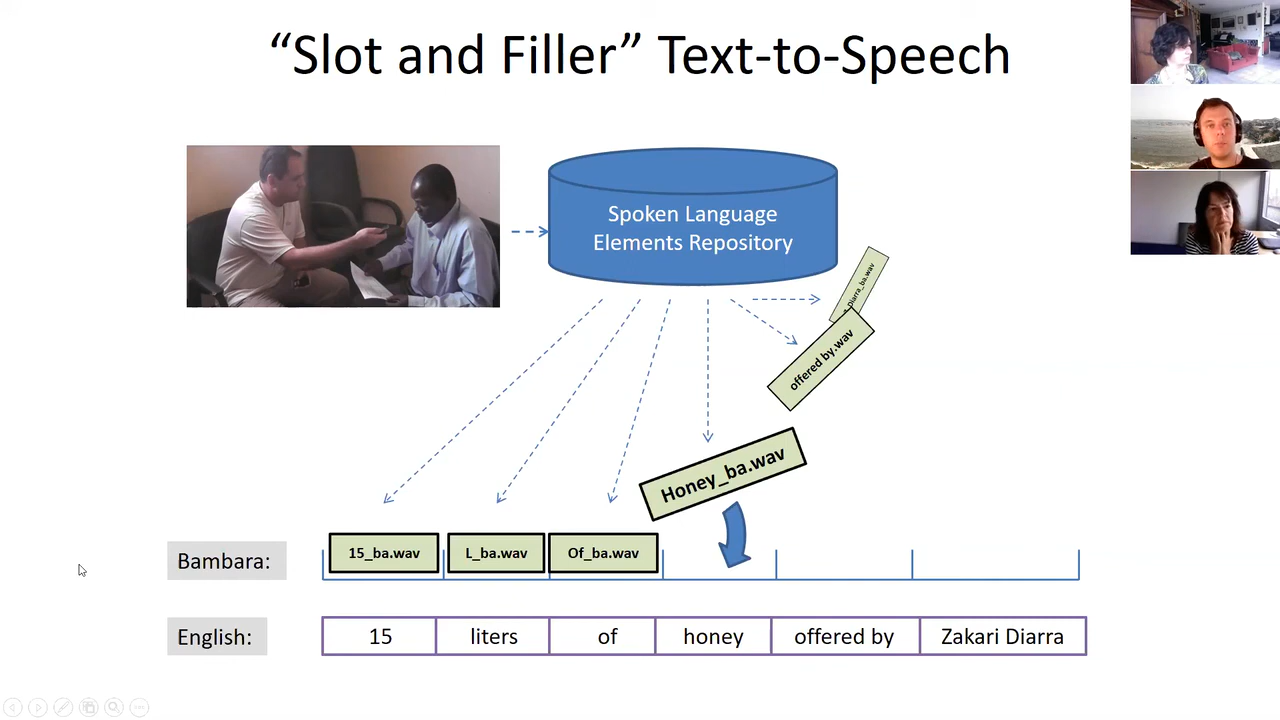 “Slot and Filler” Text-to-Speech
Spoken Language
Elements Repository
Diarra_ba.wav
offered by.wav
Honey_ba.wav
15_ba.wav L_ba.wav Of_ba.wav
Bambara:
English: 15 liters of honey offered by Zakari Diarra